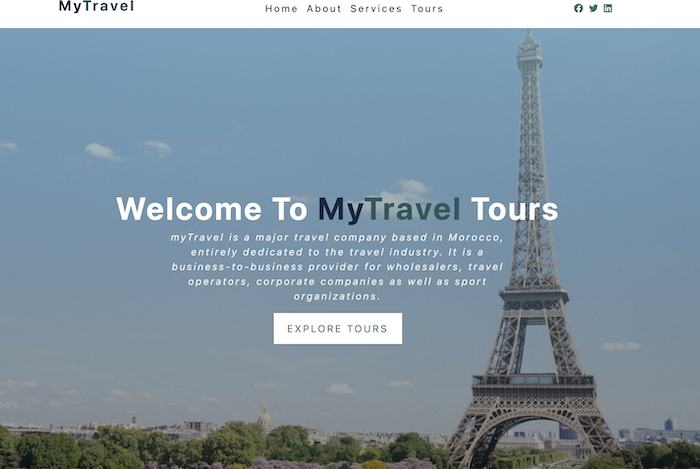 MyTravel
Home About Services Tours
Welcome To MyTravel Tours
myTravel is a major travel company based in Morocco,
entirely dedicated to the travel industry. It is a
business-to-business provider for wholesalers, travel
operators, corporate companies as well as sport
organizations.
EXPLORE TOURS